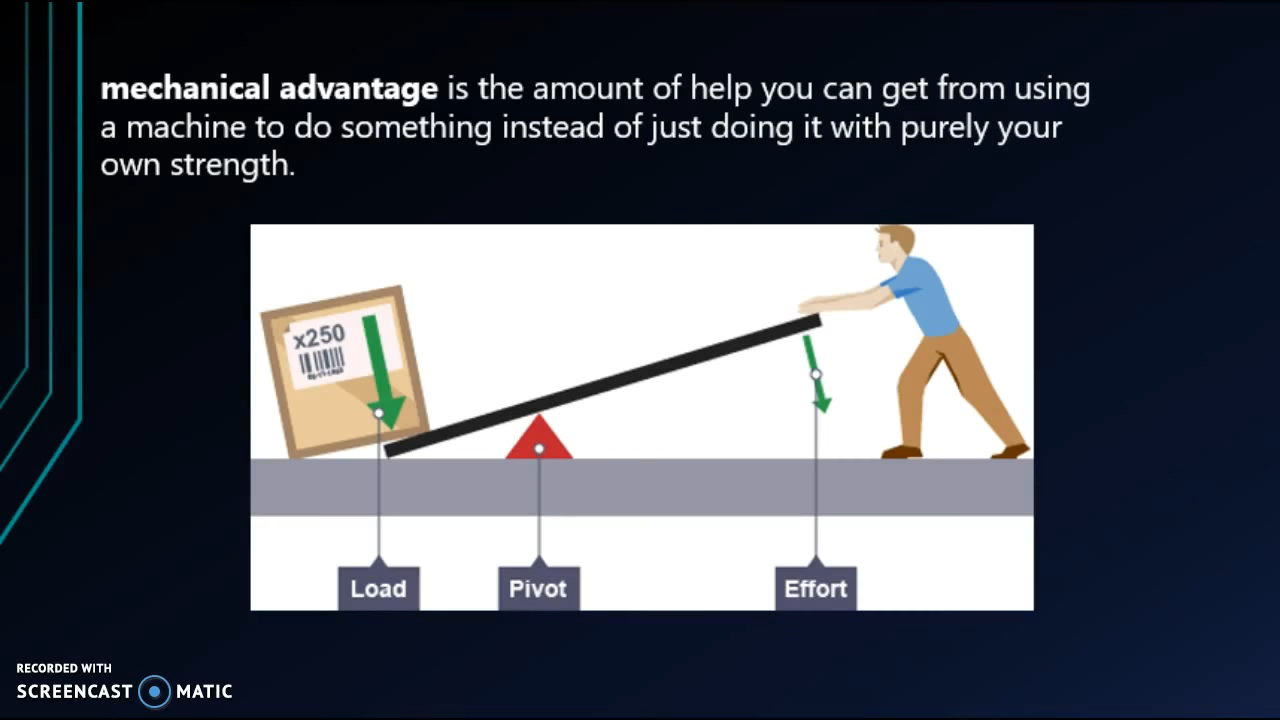 mechanical advantage is the amount of help you can get from using
a machine to do something instead of just doing it with purely your
own strength.
x250
Load
Pivot
Effort
RECORDED WITH
SCREENCAST MATIC